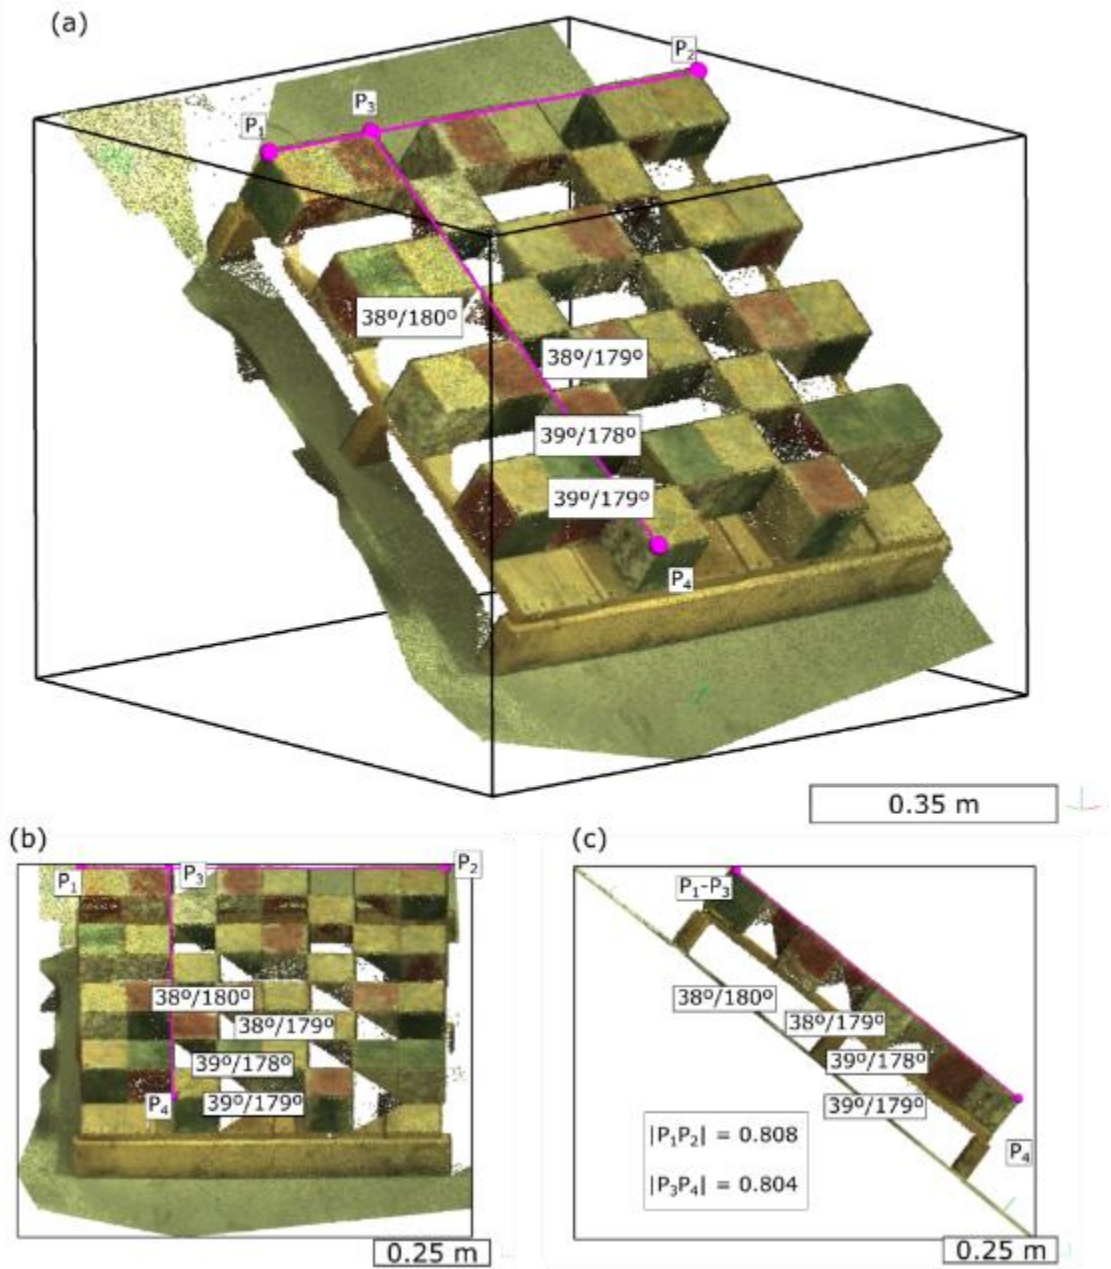 (a)
P2
P3
P1
38º/180º
38º/179º
39º/178º
39º/179º
P4
0.35 m
(b)
P1
P3
P2
38º/180º
38º/179º
39º/178º
P4
39º/179º
0.25 m
(c)
P1-P3
38º/180º
38º/179º
39º/178º
39º/179º
|P1P2| = 0.808
P4
|P3P4| = 0.804
0.25 m